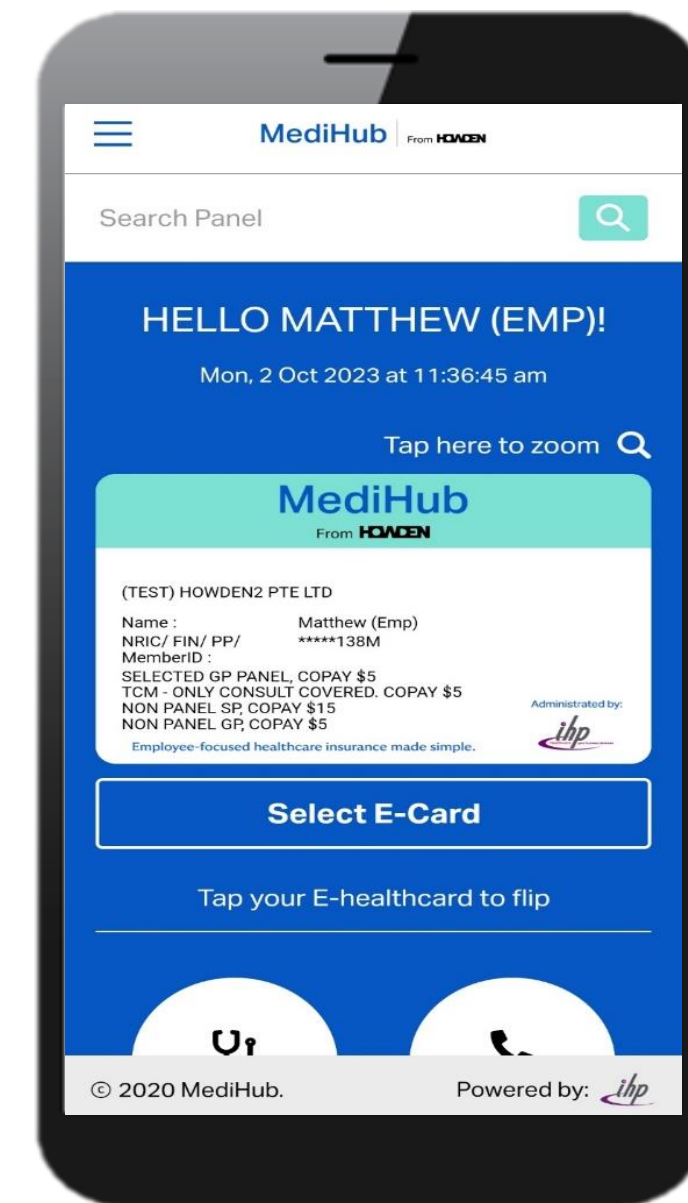 MediHub From HOWDEN
Search Panel
HELLO MATTHEW (EMP)!
Mon, 2 Oct 2023 at 11:36:45 am
Tap here to zoom
MediHub
From HOWDEN
(TEST) HOWDEN2 PTE LTD
Name : Matthew (Emp)
NRIC/ FIN/ PP/ *****138M
MemberID :
SELECTED GP PANEL, COPAY $5
TCM - ONLY CONSULT COVERED. COPAY $5
NON PANEL SP, COPAY $15
NON PANEL GP, COPAY $5
Administrated by:
ihp
Employee-focused healthcare insurance made simple.
Select E-Card
Tap your E-healthcard to flip
© 2020 MediHub. Powered by: ihp